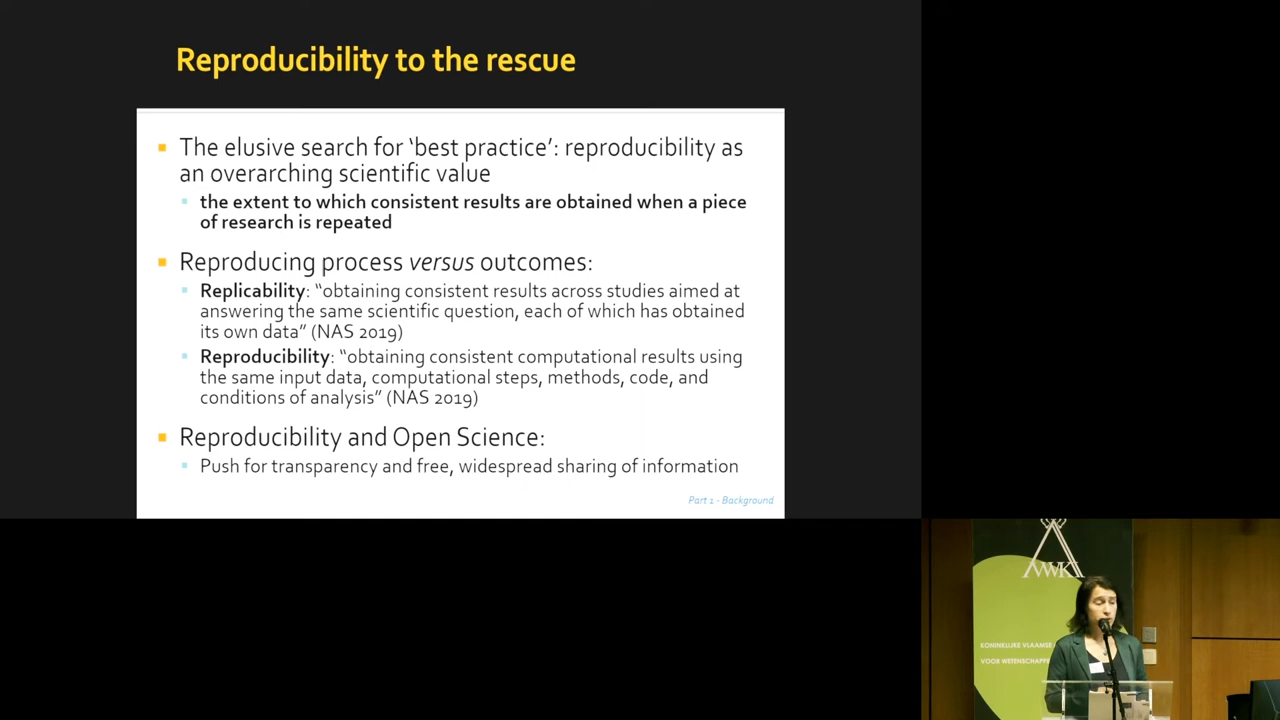 Reproducibility to the rescue
The elusive search for ‘best practice’: reproducibility as
an overarching scientific value
the extent to which consistent results are obtained when a piece
of research is repeated
Reproducing process versus outcomes:
Replicability: “obtaining consistent results across studies aimed at
answering the same scientific question, each of which has obtained
its own data” (NAS 2019)
Reproducibility: “obtaining consistent computational results using
the same input data, computational steps, methods, code, and
conditions of analysis” (NAS 2019)
Reproducibility and Open Science:
Push for transparency and free, widespread sharing of information
Part 1 - Background
KONINKLIJKE VLAAMSE
VOOR